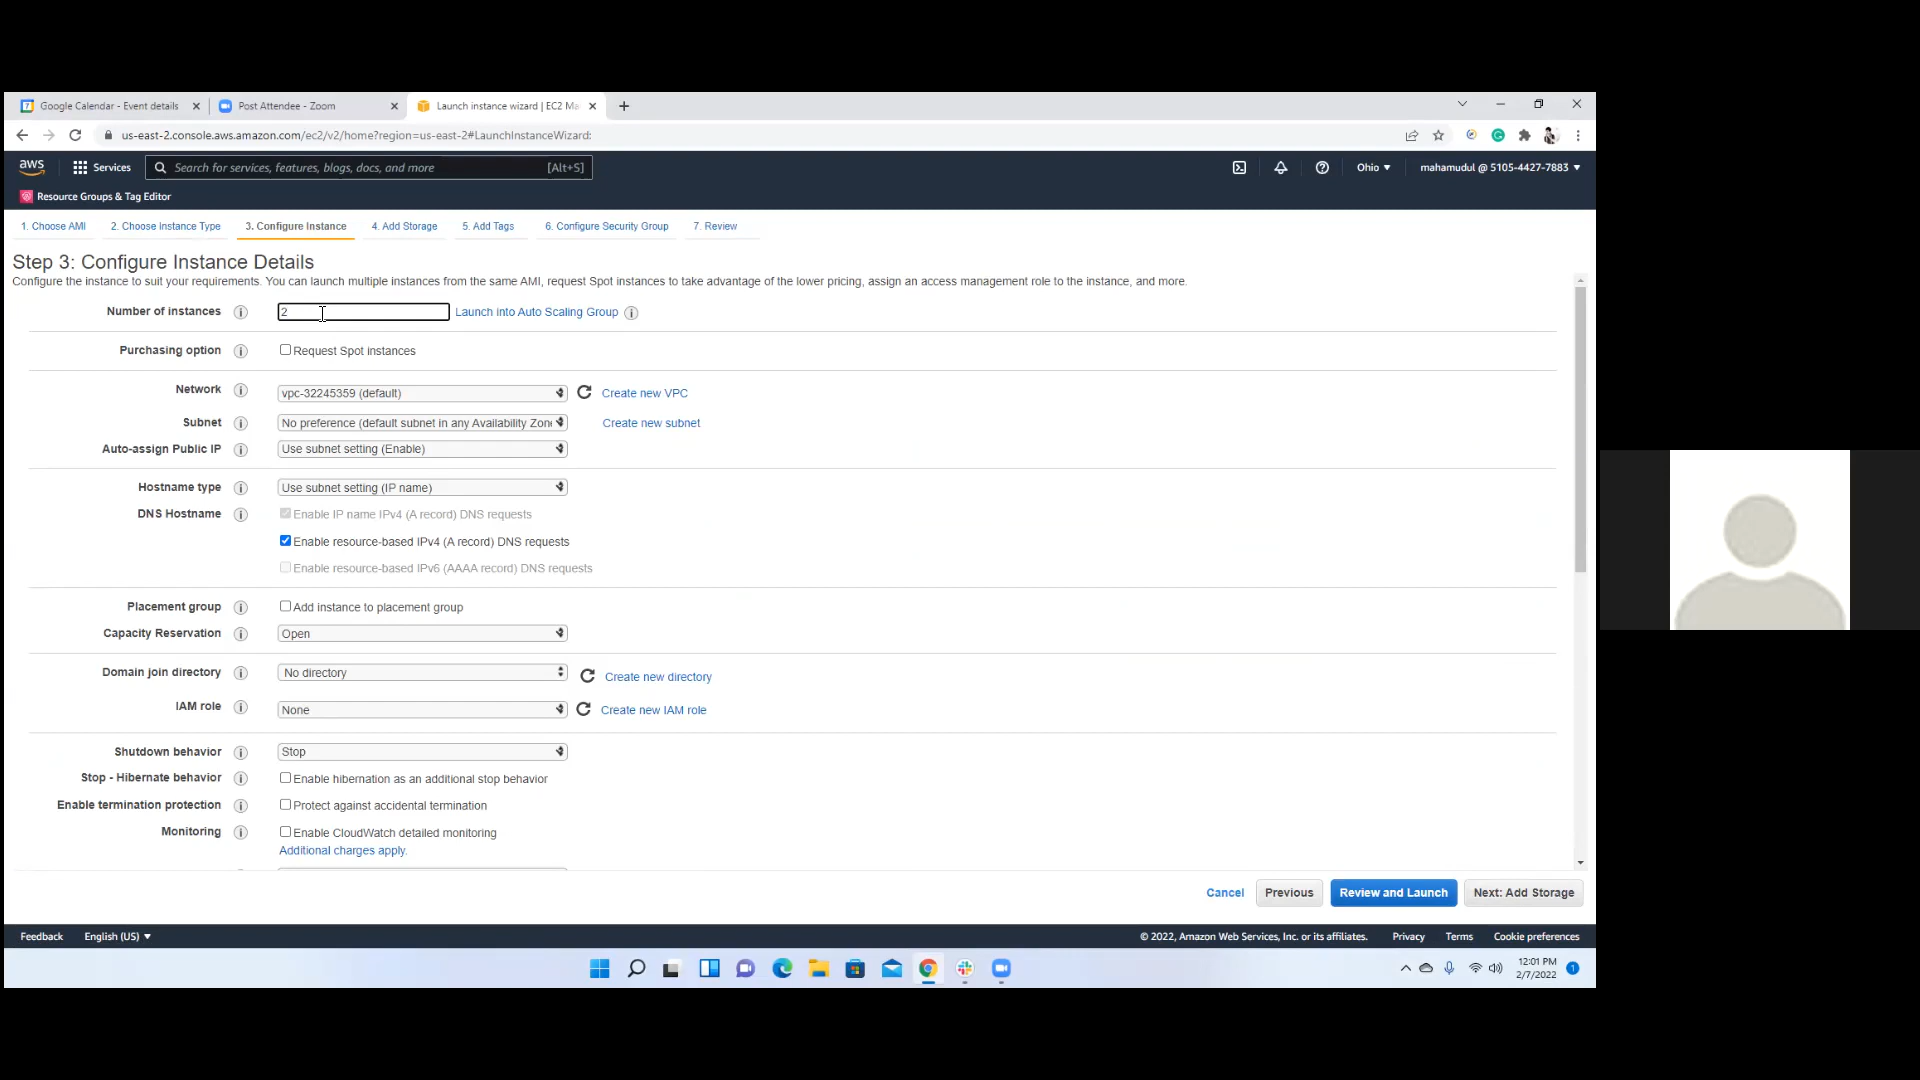 Google Calendar - Event details
Post Attendee - Zoom
Launch instance wizard | EC2 Ma
us-east-2.console.aws.amazon.com/ec2/v2/home?region=us-east-2#LaunchInstanceWizard:
aws
Services
Search for services, features, blogs, docs, and more
[Alt+S]
Ohio
mahamudul @ 5105-4427-7883
Resource Groups & Tag Editor
1. Choose AMI
2. Choose Instance Type
3. Configure Instance
4. Add Storage
5. Add Tags
6. Configure Security Group
7. Review
Step 3: Configure Instance Details
Configure the instance to suit your requirements. You can launch multiple instances from the same AMI, request Spot instances to take advantage of the lower pricing, assign an access management role to the instance, and more.
Number of instances
2
Launch into Auto Scaling Group
Purchasing option
Request Spot instances
Network
vpc-32245359 (default)
Create new VPC
Subnet
No preference (default subnet in any Availability Zon
Create new subnet
Auto-assign Public IP
Use subnet setting (Enable)
Hostname type
Use subnet setting (IP name)
DNS Hostname
Enable IP name IPv4 (A record) DNS requests
Enable resource-based IPv4 (A record) DNS requests
Enable resource-based IPv6 (AAAA record) DNS requests
Placement group
Add instance to placement group
Capacity Reservation
Open
Domain join directory
No directory
Create new directory
IAM role
None
Create new IAM role
Shutdown behavior
Stop
Stop - Hibernate behavior
Enable hibernation as an additional stop behavior
Enable termination protection
Protect against accidental termination
Monitoring
Enable CloudWatch detailed monitoring
Additional charges apply.
Cancel
Previous
Review and Launch
Next: Add Storage
Feedback
English (US)
© 2022, Amazon Web Services, Inc. or its affiliates.
Privacy
Terms
Cookie preferences
12:01 PM
2/7/2022
1